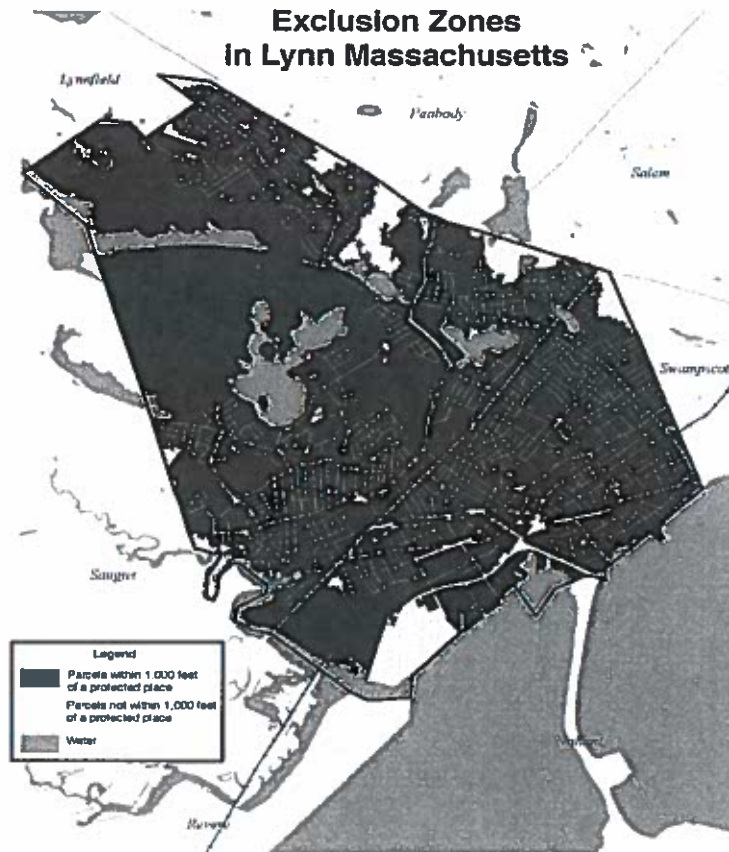 Exclusion Zones
in Lynn Massachusetts
Lynnfield
Peabody
Salem
Swampscott
Saugus
Legend
Parcels within 1,000 feet
of a protected place
Parcels not within 1,000 feet
of a protected place
Water
Nahant
Revere